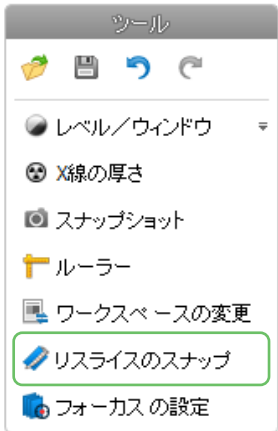 ツール
レベル／ウィンドウ
X線の厚さ
スナップショット
ルーラー
ワークスペースの変更
リスライスのスナップ
フォーカスの設定